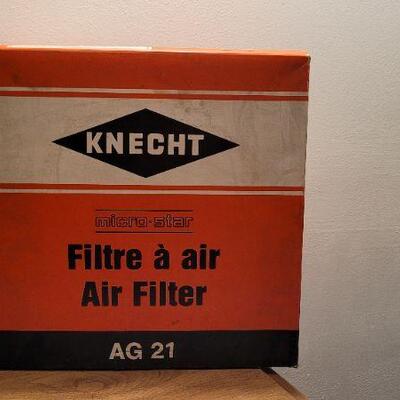 KNECHT
micro-star
Filtre à air
Air Filter
AG 21